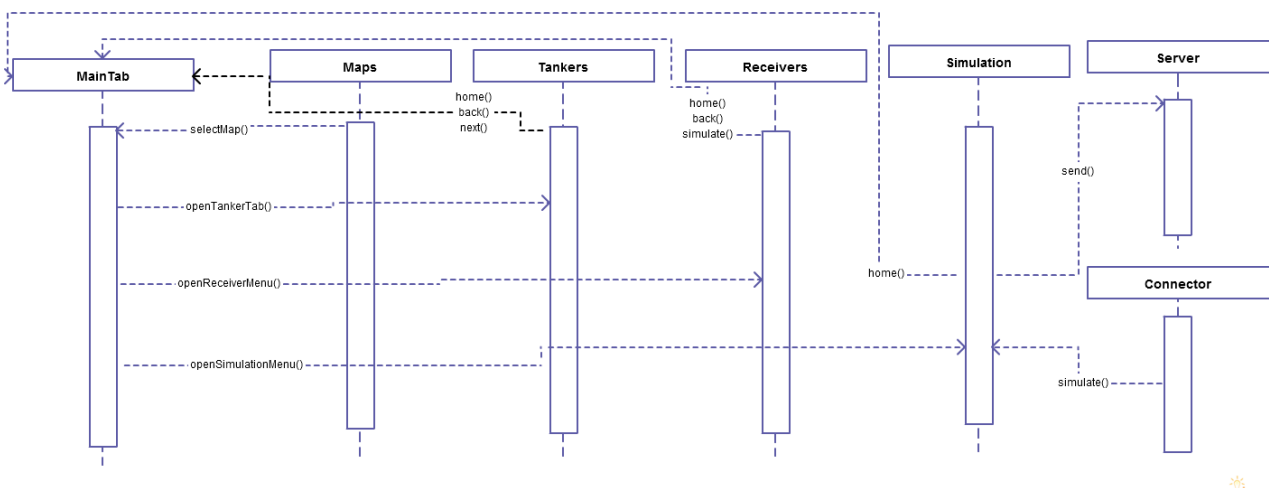 MainTab
Maps
Tankers
Receivers
Simulation
Server
home()
back()
next()
home()
back()
simulate()
selectMap()
send()
openTankerTab()
home()
openReceiverMenu()
Connector
openSimulationMenu()
simulate()